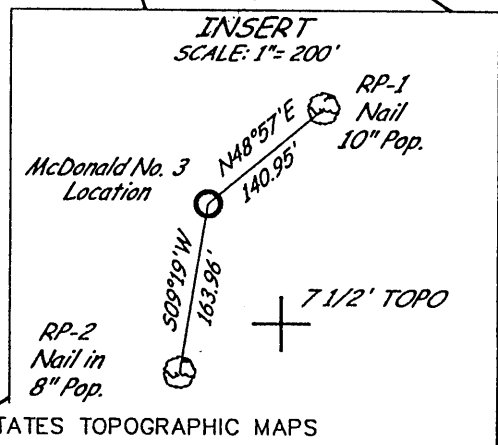 INSERT
SCALE: 1"= 200'
RP-1
Nail
10" Pop.
N48°57'E
140.95'
McDonald No. 3
Location
S09°19'W
163.96'
7 1/2' TOPO
RP-2
Nail in
8" Pop.
TATES TOPOGRAPHIC MAPS